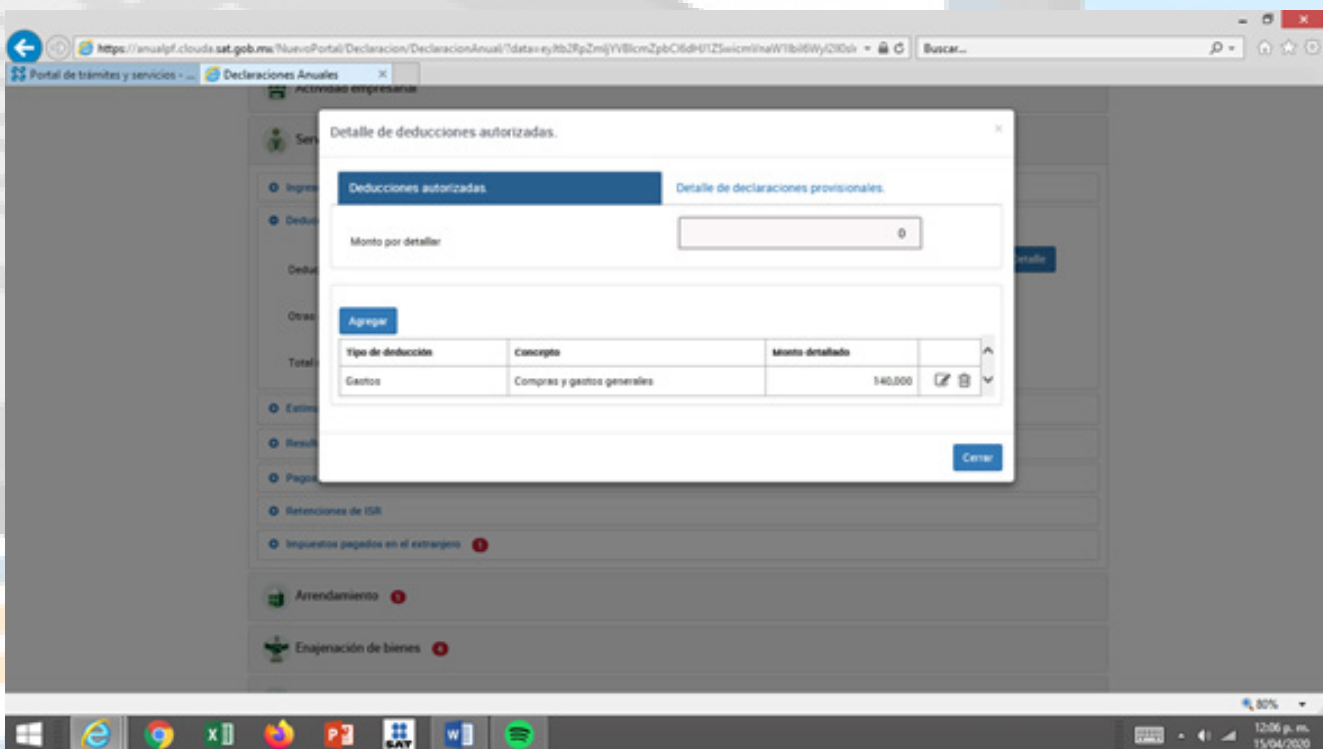 Buscar...
Portal de trámites y servicios - ...
Declaraciones Anuales
Actividad empresarial
Detalle de deducciones autorizadas.
Deducciones autorizadas.
Detalle de declaraciones provisionales.
Monto por detallar
0
Detalle
Agregar
Tipo de deducción Concepto Monto detallado
Gastos Compras y gastos generales 140,000
Cerrar
Retenciones de ISR
Impuestos pagados en el extranjero
Arrendamiento
Enajenación de bienes
80%
SAT
12:06 p. m.
15/04/2020